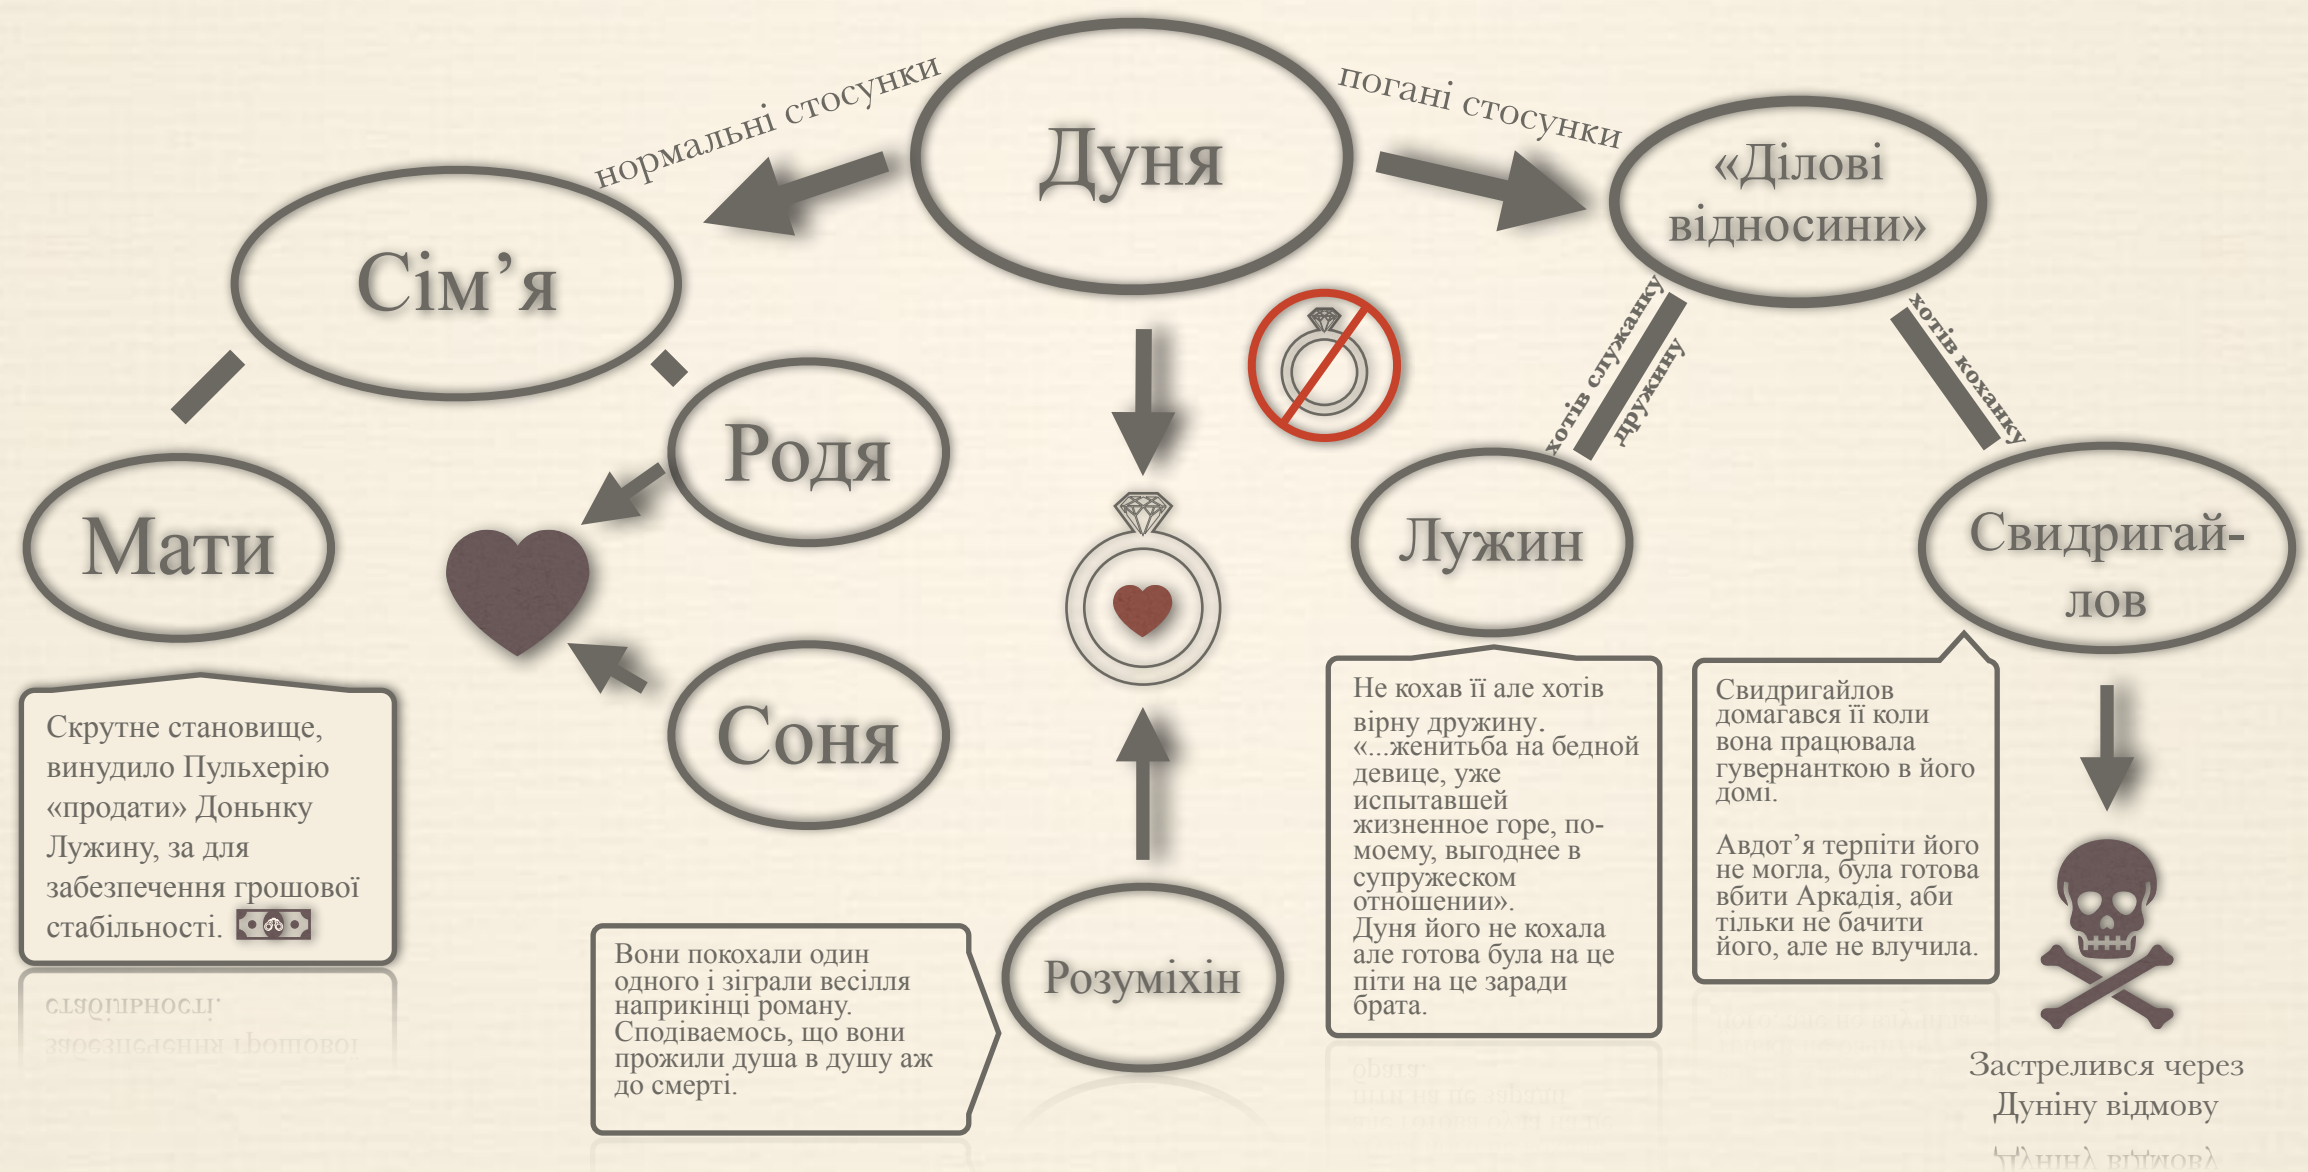 нормальні стосунки
Дуня
погані стосунки
«Ділові
відносини»
Сім’я
хотів служанку
дружину
хотів коханку
Родя
Мати
Лужин
Свидригай-
лов
Соня
Скрутне становище,
винудило Пульхерію
«продати» Доньнку
Лужину, за для
забезпечення грошової
стабільності.
Не кохав її але хотів
вірну дружину.
«...женитьба на бедной
девице, уже
испытавшей
жизненное горе, по-
моему, выгоднее в
супружеском
отношении».
Дуня його не кохала
але готова була на це
піти на це заради
брата.
Свидригайлов
домагався її коли
вона працювала
гувернанткою в його
домі.
Авдот’я терпіти його
не могла, була готова
вбити Аркадія, аби
тільки не бачити
його, але не влучила.
Вони покохали один
одного і зіграли весілля
наприкінці роману.
Сподіваемось, що вони
прожили душа в душу аж
до смерті.
Розуміхін
Застрелився через
Дуніну відмову